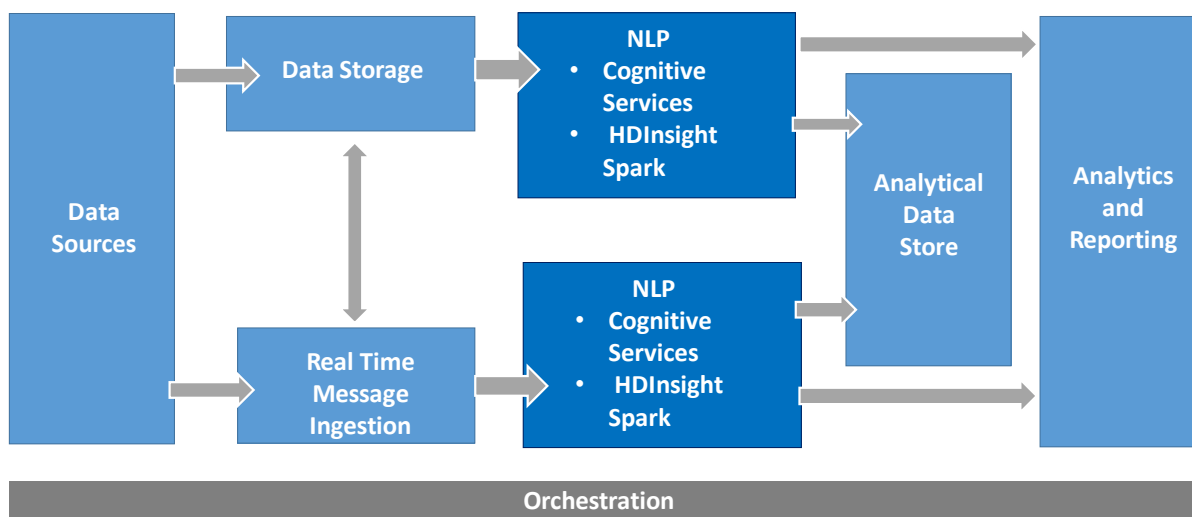 Data
Sources
Data Storage
Real Time
Message
Ingestion
NLP
• Cognitive
Services
• HDInsight
Spark
NLP
• Cognitive
Services
• HDInsight
Spark
Analytical
Data
Store
Analytics
and
Reporting
Orchestration